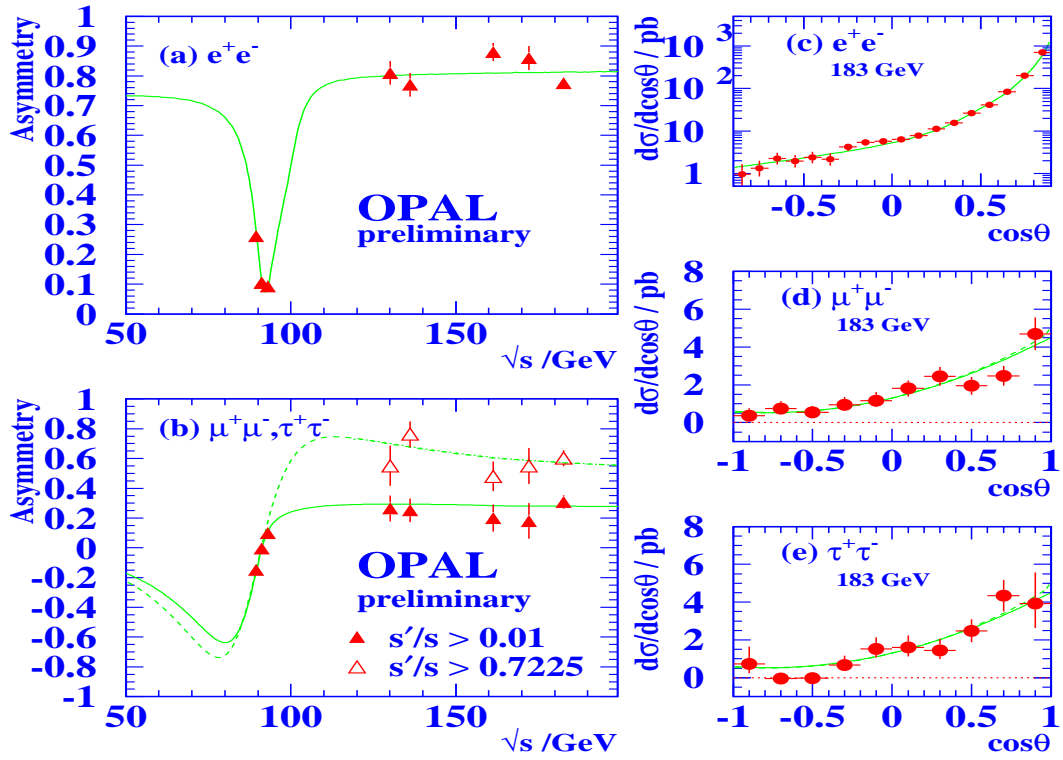 (a) e⁺e⁻
Asymmetry
1
0.9
0.8
0.7
0.6
0.5
0.4
0.3
0.2
0.1
0
OPAL
preliminary
50 100 150
√s /GeV
(b) μ⁺μ⁻,τ⁺τ⁻
Asymmetry
1
0.8
0.6
0.4
0.2
0
-0.2
-0.4
-0.6
-0.8
-1
OPAL
preliminary
s′/s > 0.01
s′/s > 0.7225
50 100 150
√s /GeV
(c) e⁺e⁻
183 GeV
dσ/dcosθ / pb
10³
10²
10
1
-0.5 0 0.5
cosθ
(d) μ⁺μ⁻
183 GeV
dσ/dcosθ / pb
8
6
4
2
0
-1 -0.5 0 0.5 1
cosθ
(e) τ⁺τ⁻
183 GeV
dσ/dcosθ / pb
8
6
4
2
0
-1 -0.5 0 0.5 1
cosθ